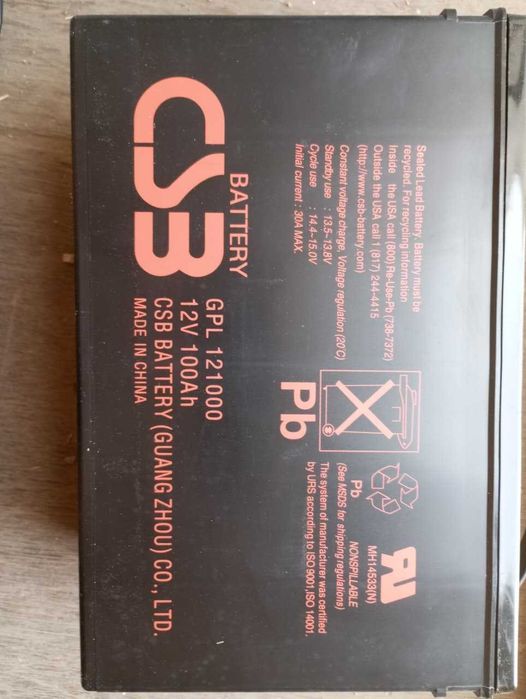 CSB
BATTERY
GPL 121000
12V 100Ah
CSB BATTERY (GUANG ZHOU) CO., LTD.
MADE IN CHINA
Sealed Lead Battery. Battery must be
recycled. For recycling information
Inside the USA call (800) Re-Use-Pb (738-7372)
Outside the USA call 1 (817) 244-4415
(http://www.csb-battery.com)
Constant voltage charge, Voltage regulation (20°C)
Standby use : 13.5~13.8V
Cycle use : 14.4~15.0V
Initial current : 30A MAX.
Pb
Pb
MH14533(N)
NONSPILLABLE
(See MSDS for shipping regulations)
The system of manufacturer was certified
by URS according to ISO 9001, ISO 14001.